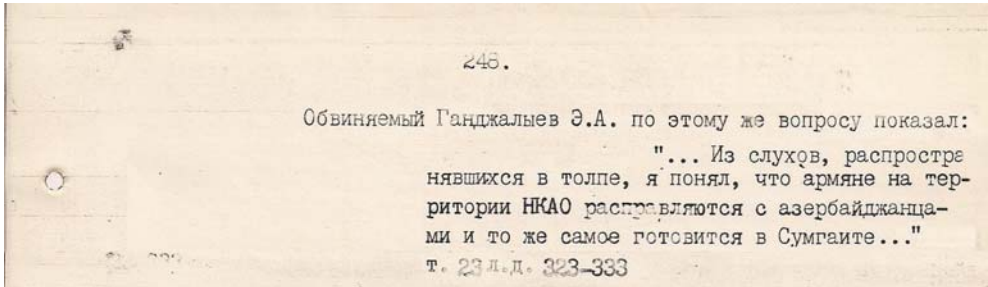 248.
Обвиняемый Ганджалыев Э.А. по этому же вопросу показал:
"... Из слухов, распростра
нявшихся в толпе, я понял, что армяне на тер-
ритории НКАО расправляются с азербайджанца-
ми и то же самое готовится в Сумгаите..."
т. 23 л.д. 323-333